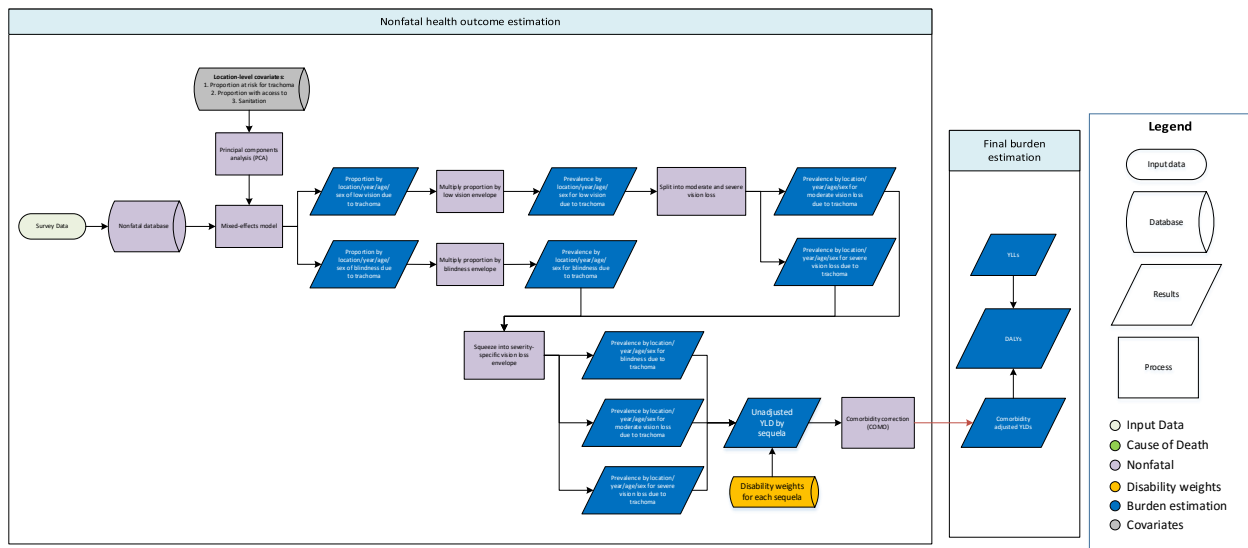 Nonfatal health outcome estimation
Location-level covariates:
1. Proportion at risk for trachoma
2. Proportion with access to
3. Sanitation
Principal components
analysis (PCA)
Survey Data
Nonfatal database
Mixed-effects model
Proportion by
location/year/age/
sex of low vision due
to trachoma
Multiply proportion by
low vision envelope
Prevalence by
location/year/age/
sex for low vision
due to trachoma
Split into moderate and severe
vision loss
Prevalence by location/
year/age/sex for
moderate vision loss
due to trachoma
Proportion by
location/year/age/
sex of blindness due
to trachoma
Multiply proportion by
blindness envelope
Prevalence by
location/year/age/
sex for blindness due
to trachoma
Prevalence by location/
year/age/sex for severe
vision loss due to
trachoma
Squeeze into severity-
specific vision loss
envelope
Prevalence by location/
year/age/sex for
blindness due to
trachoma
Prevalence by location/
year/age/sex for
moderate vision loss
due to trachoma
Prevalence by location/
year/age/sex for severe
vision loss due to
trachoma
Unadjusted
YLD by
sequela
Disability weights
for each sequela
Comorbidity correction
(COMO)
Final burden
estimation
YLLs
DALYs
Comorbidity
adjusted YLDs
Legend
Input data
Database
Results
Process
Input Data
Cause of Death
Nonfatal
Disability weights
Burden estimation
Covariates